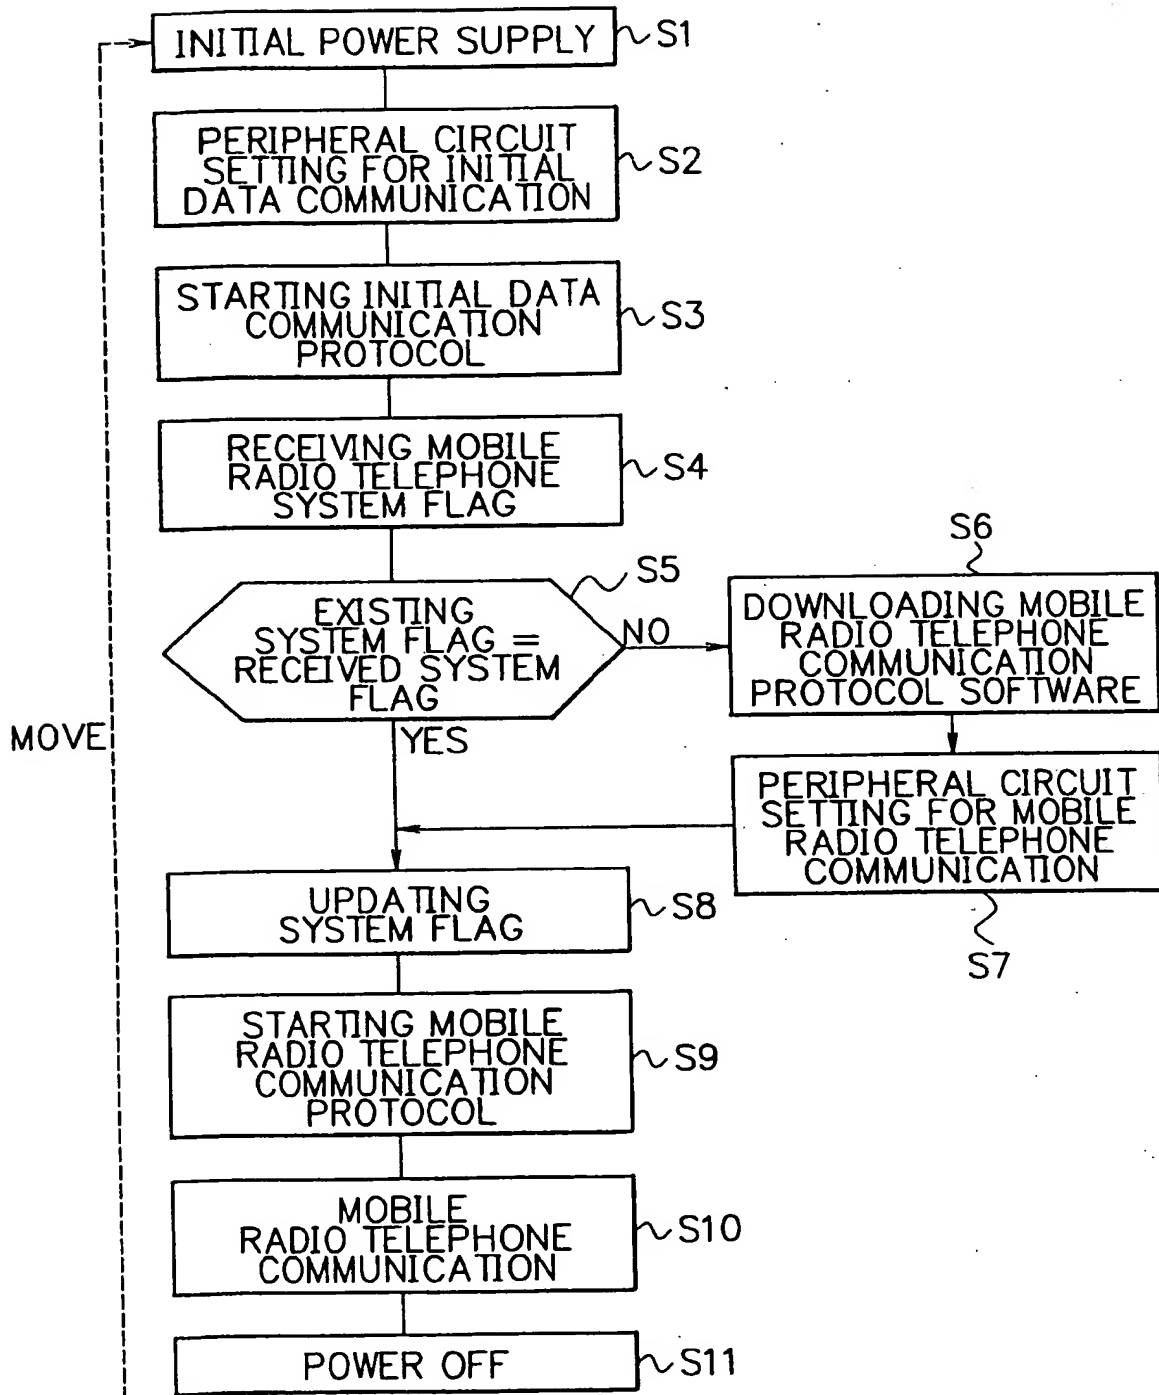 INITIAL POWER SUPPLY
S1
PERIPHERAL CIRCUIT
SETTING FOR INITIAL
DATA COMMUNICATION
S2
STARTING INITIAL DATA
COMMUNICATION
PROTOCOL
S3
RECEIVING MOBILE
RADIO TELEPHONE
SYSTEM FLAG
S4
EXISTING
SYSTEM FLAG =
RECEIVED SYSTEM
FLAG
S5
NO
YES
S6
DOWNLOADING MOBILE
RADIO TELEPHONE
COMMUNICATION
PROTOCOL SOFTWARE
PERIPHERAL CIRCUIT
SETTING FOR MOBILE
RADIO TELEPHONE
COMMUNICATION
S7
MOVE
UPDATING
SYSTEM FLAG
S8
STARTING MOBILE
RADIO TELEPHONE
COMMUNICATION
PROTOCOL
S9
MOBILE
RADIO TELEPHONE
COMMUNICATION
S10
POWER OFF
S11